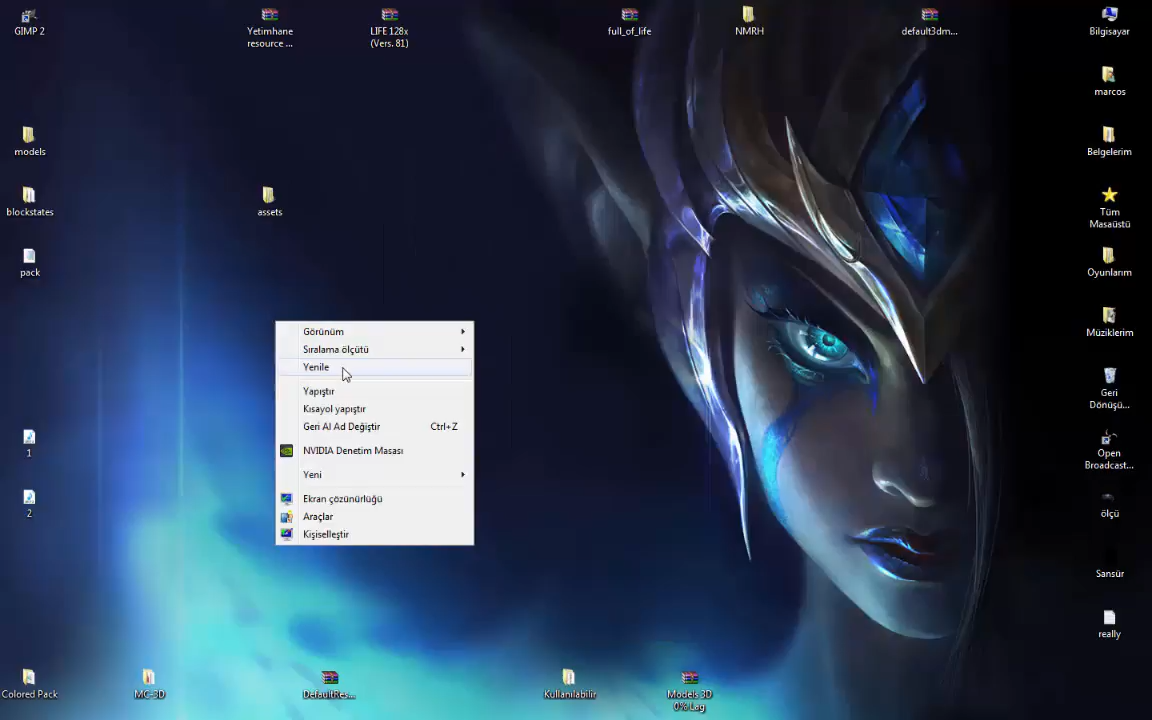 GIMP 2
Yetimhane
resource ...
LIFE 128x
(Vers. 81)
full_of_life
NMRH
default3dm...
Bilgisayar
marcos
models
Belgelerim
blockstates
assets
Tüm
Masaüstü
pack
Oyunlarım
Müziklerim
Görünüm
Sıralama ölçütü
Yenile
Yapıştır
Kısayol yapıştır
Geri Al Ad Değiştir Ctrl+Z
NVIDIA Denetim Masası
Yeni
Ekran çözünürlüğü
Araçlar
Kişiselleştir
Geri
Dönüşü...
1
Open
Broadcast...
2
ölçü
Sansür
really
Colored Pack
MC-3D
DefaultRes...
Kullanılabilir
Models 3D
0% Lag